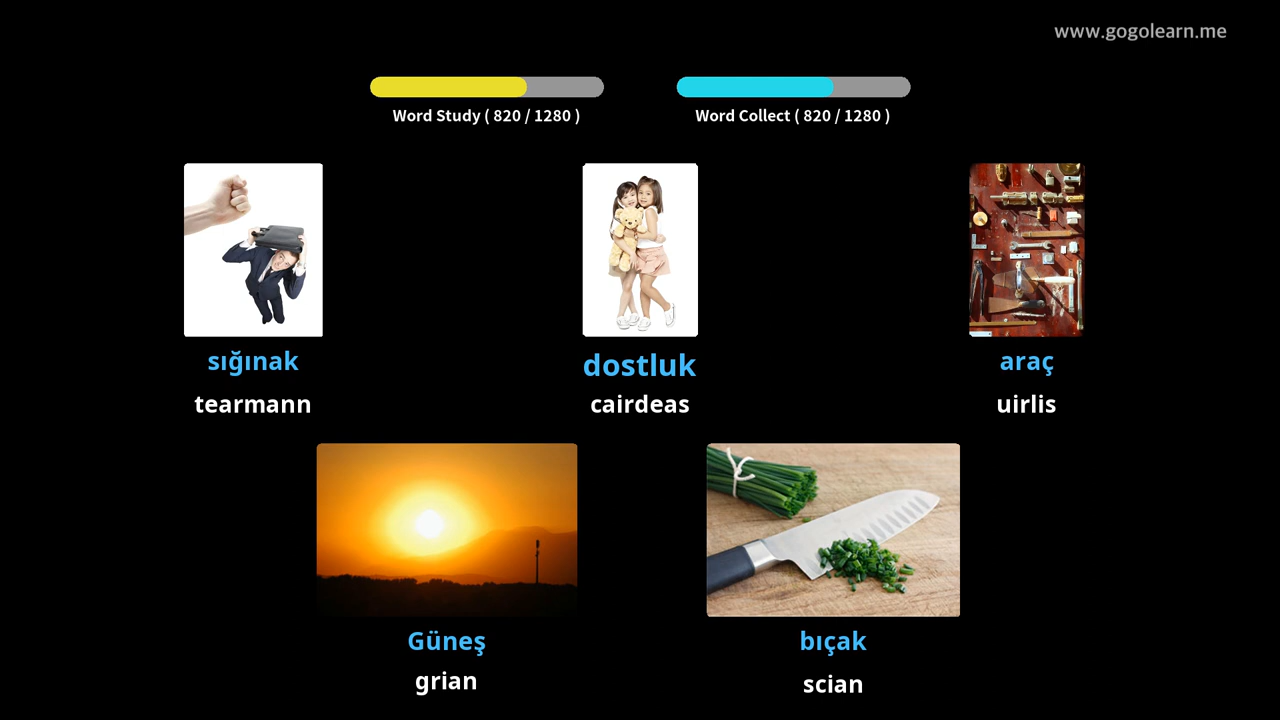 www.gogolearn.me
Word Study ( 820 / 1280 )
Word Collect ( 820 / 1280 )
sığınak
tearmann
dostluk
cairdeas
araç
uirlis
Güneş
grian
bıçak
scian